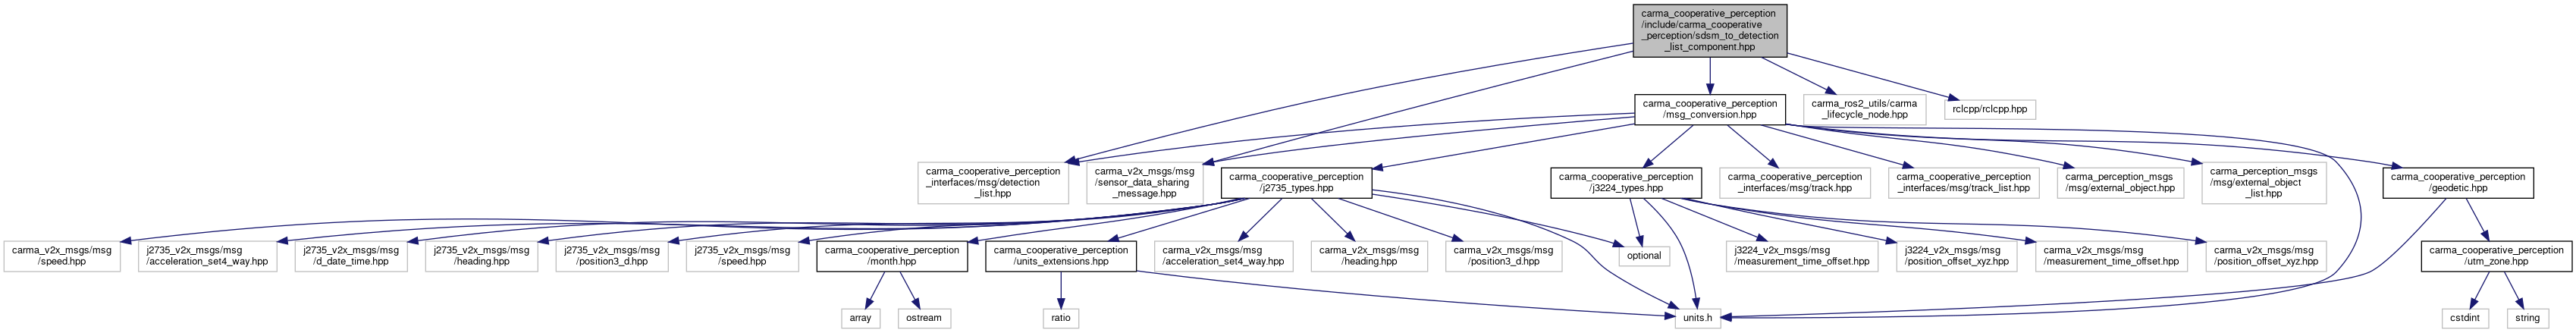 carma_cooperative_perception
/include/carma_cooperative
_perception/sdsm_to_detection
_list_component.hpp
carma_cooperative_perception
/msg_conversion.hpp
carma_ros2_utils/carma
_lifecycle_node.hpp
rclcpp/rclcpp.hpp
carma_cooperative_perception
_interfaces/msg/detection
_list.hpp
carma_v2x_msgs/msg
/sensor_data_sharing
_message.hpp
carma_cooperative_perception
/j2735_types.hpp
carma_cooperative_perception
/j3224_types.hpp
carma_cooperative_perception
_interfaces/msg/track.hpp
carma_cooperative_perception
_interfaces/msg/track_list.hpp
carma_perception_msgs
/msg/external_object.hpp
carma_perception_msgs
/msg/external_object
_list.hpp
carma_cooperative_perception
/geodetic.hpp
carma_v2x_msgs/msg
/speed.hpp
j2735_v2x_msgs/msg
/acceleration_set4_way.hpp
j2735_v2x_msgs/msg
/d_date_time.hpp
j2735_v2x_msgs/msg
/heading.hpp
j2735_v2x_msgs/msg
/position3_d.hpp
j2735_v2x_msgs/msg
/speed.hpp
carma_cooperative_perception
/month.hpp
carma_cooperative_perception
/units_extensions.hpp
carma_v2x_msgs/msg
/acceleration_set4_way.hpp
carma_v2x_msgs/msg
/heading.hpp
carma_v2x_msgs/msg
/position3_d.hpp
optional
j3224_v2x_msgs/msg
/measurement_time_offset.hpp
j3224_v2x_msgs/msg
/position_offset_xyz.hpp
carma_v2x_msgs/msg
/measurement_time_offset.hpp
carma_v2x_msgs/msg
/position_offset_xyz.hpp
carma_cooperative_perception
/utm_zone.hpp
array
ostream
ratio
units.h
cstdint
string